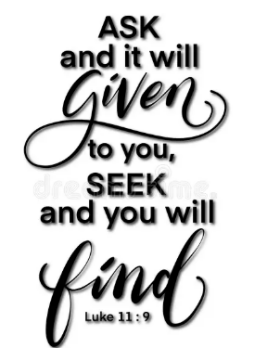 ASK
and it will
Given
to you,
SEEK
and you will
find
Luke 11 : 9